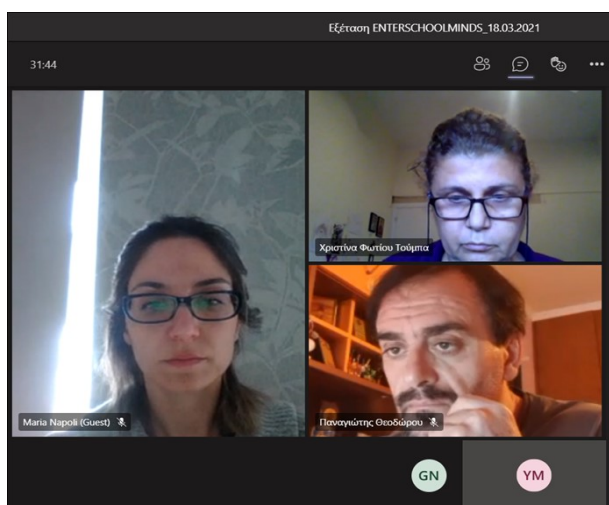 Εξέταση ENTERSCHOOLMINDS_18.03.2021
31:44
Χριστίνα Φωτίου Τούμπα
Maria Napoli (Guest)
Παναγιώτης Θεοδώρου
GN
YM